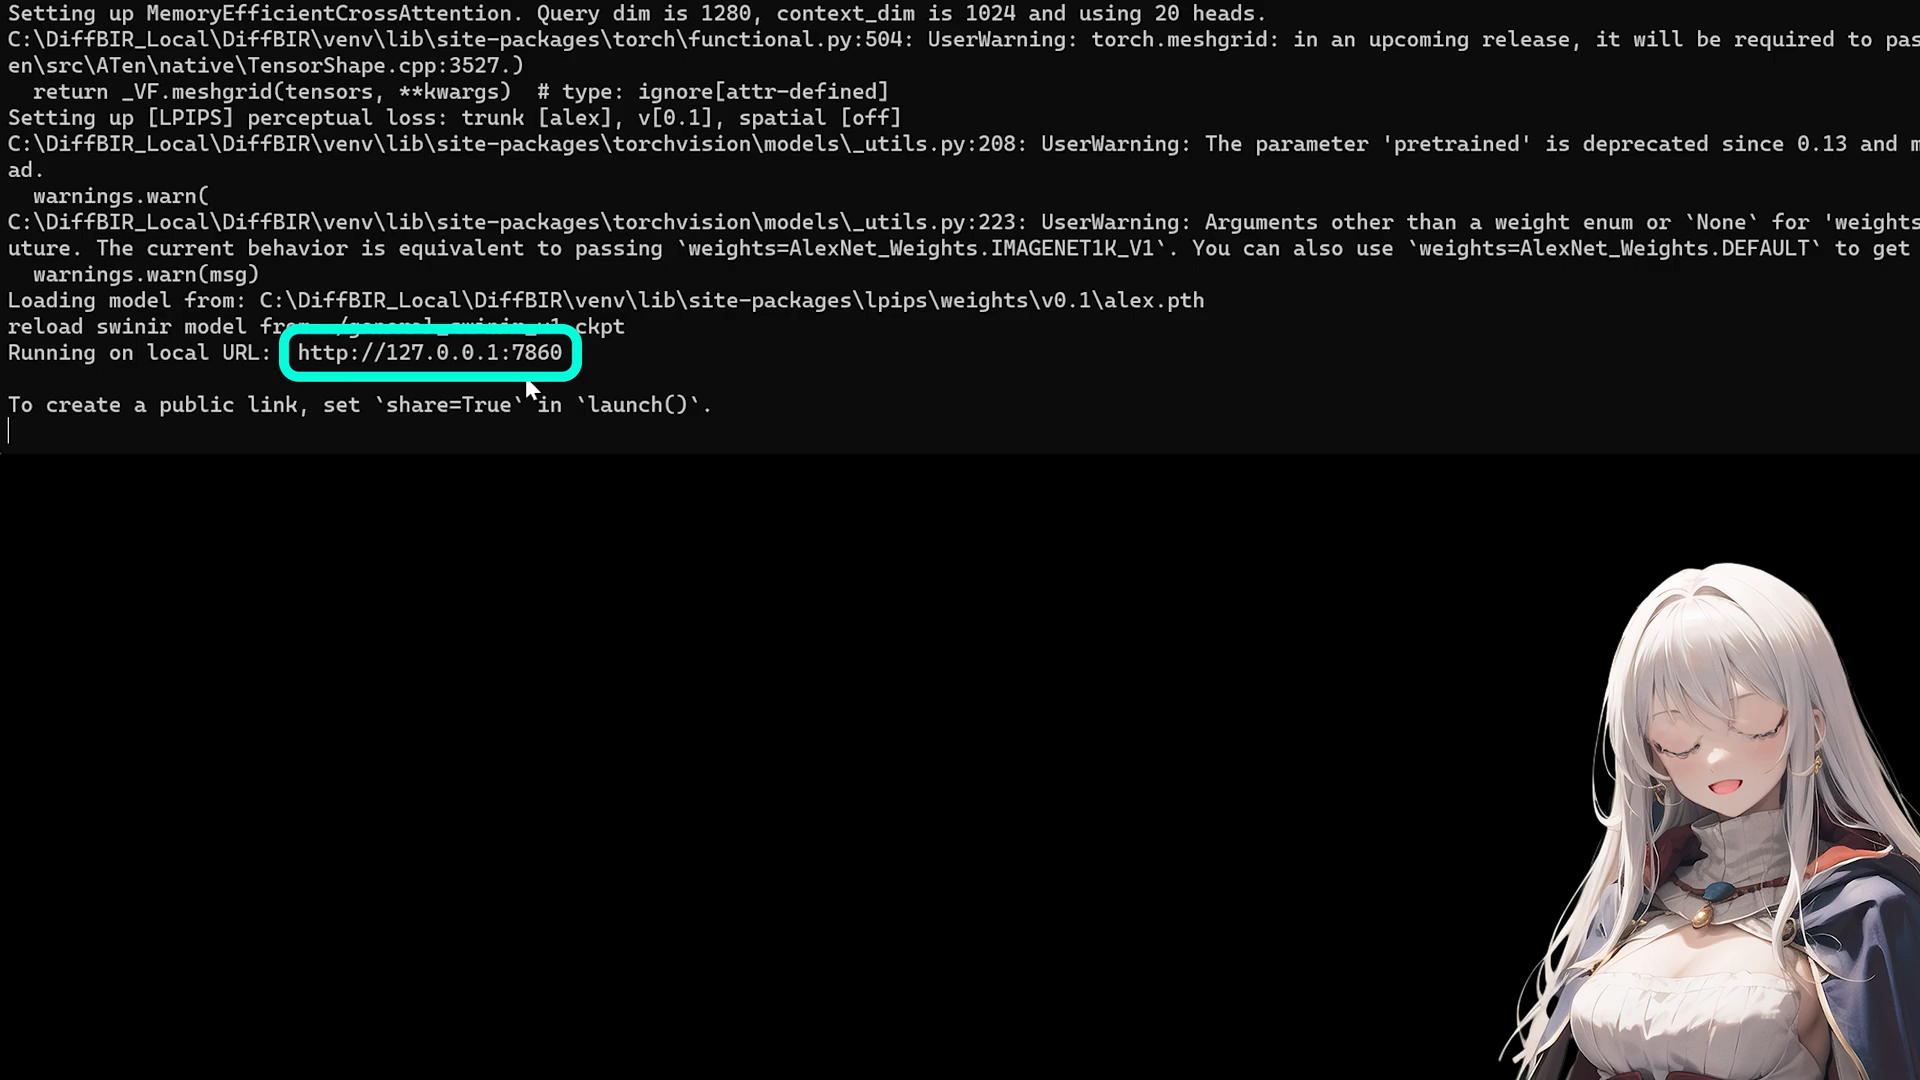 Setting up MemoryEfficientCrossAttention. Query dim is 1280, context_dim is 1024 and using 20 heads.
C:\DiffBIR_Local\DiffBIR\venv\lib\site-packages\torch\functional.py:504: UserWarning: torch.meshgrid: in an upcoming release, it will be required to pas
en\src\ATen\native\TensorShape.cpp:3527.)
  return _VF.meshgrid(tensors, **kwargs)  # type: ignore[attr-defined]
Setting up [LPIPS] perceptual loss: trunk [alex], v[0.1], spatial [off]
C:\DiffBIR_Local\DiffBIR\venv\lib\site-packages\torchvision\models\_utils.py:208: UserWarning: The parameter 'pretrained' is deprecated since 0.13 and m
ad.
  warnings.warn(
C:\DiffBIR_Local\DiffBIR\venv\lib\site-packages\torchvision\models\_utils.py:223: UserWarning: Arguments other than a weight enum or `None` for 'weights
uture. The current behavior is equivalent to passing `weights=AlexNet_Weights.IMAGENET1K_V1`. You can also use `weights=AlexNet_Weights.DEFAULT` to get
  warnings.warn(msg)
Loading model from: C:\DiffBIR_Local\DiffBIR\venv\lib\site-packages\lpips\weights\v0.1\alex.pth
reload swinir model from ./general_swinir_v1.ckpt
Running on local URL:  http://127.0.0.1:7860
To create a public link, set `share=True` in `launch()`.